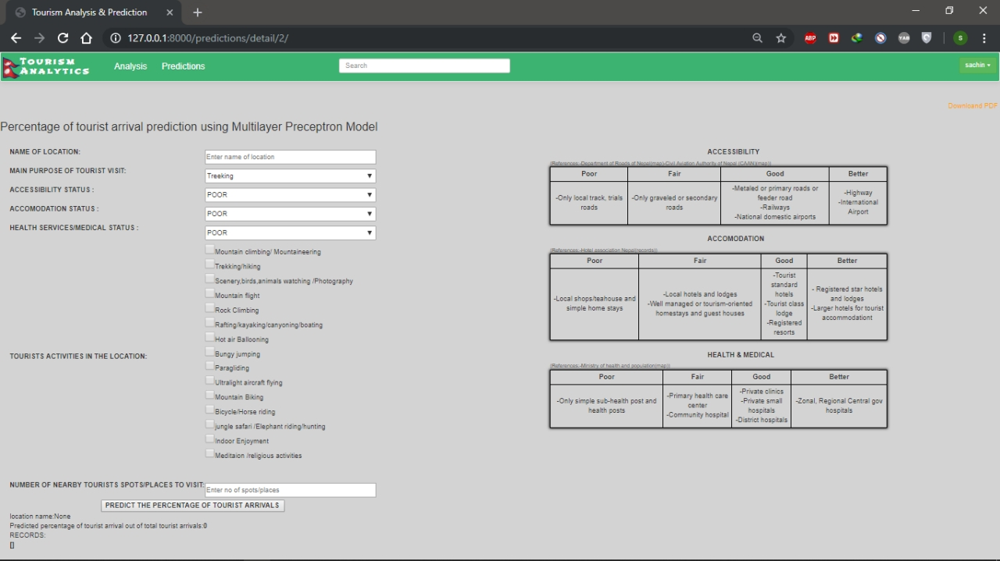 Tourism Analysis & Prediction
127.0.0.1:8000/predictions/detail/2/
ABP
YAB
S
TOURISM
ANALYTICS
Analysis
Predictions
Search
sachin
Downloand PDF
Percentage of tourist arrival prediction using Multilayer Preceptron Model
NAME OF LOCATION:
Enter name of location
MAIN PURPOSE OF TOURIST VISIT:
Treeking
ACCESSIBILITY STATUS :
POOR
ACCOMODATION STATUS :
POOR
HEALTH SERVICES/MEDICAL STATUS :
POOR
TOURISTS ACTIVITIES IN THE LOCATION:
Mountain climbing/ Mountaineering
Trekking/hiking
Scenery,birds,animals watching /Photography
Mountain flight
Rock Climbing
Rafting/kayaking/canyoning/boating
Hot air Ballooning
Bungy jumping
Paragliding
Ultralight aircraft flying
Mountain Biking
Bicycle/Horse riding
jungle safari /Elephant riding/hunting
Indoor Enjoyment
Meditaion /religious activities
NUMBER OF NEARBY TOURISTS SPOTS/PLACES TO VISIT:
Enter no of spots/places
PREDICT THE PERCENTAGE OF TOURIST ARRIVALS
location name:None
Predicted percentage of tourist arrival out of total tourist arrivals:0
RECORDS:
[]
ACCESSIBILITY
(References:-Department of Roads of Nepal(map)-Civil Aviation Authority of Nepal (CAAN)(map))
Poor
Fair
Good
Better
-Only local track, trials
roads
-Only graveled or secondary
roads
-Metaled or primary roads or
feeder road
-Railways
-National domestic airports
-Highway
-International
Airport
ACCOMODATION
(References:-Hotel association Nepal(records))
Poor
Fair
Good
Better
-Local shops/teahouse and
simple home stays
-Local hotels and lodges
-Well managed or tourism-oriented
homestays and guest houses
-Tourist
standard
hotels
-Tourist class
lodge
-Registered
resorts
- Registered star hotels
and lodges
-Larger hotels for tourist
accommodationt
HEALTH & MEDICAL
(References:-Ministry of health and population(map))
Poor
Fair
Good
Better
-Only simple sub-health post and
health posts
-Primary health care
center
-Community hospital
-Private clinics
-Private small
hospitals
-District hospitals
-Zonal, Regional Central gov
hospitals